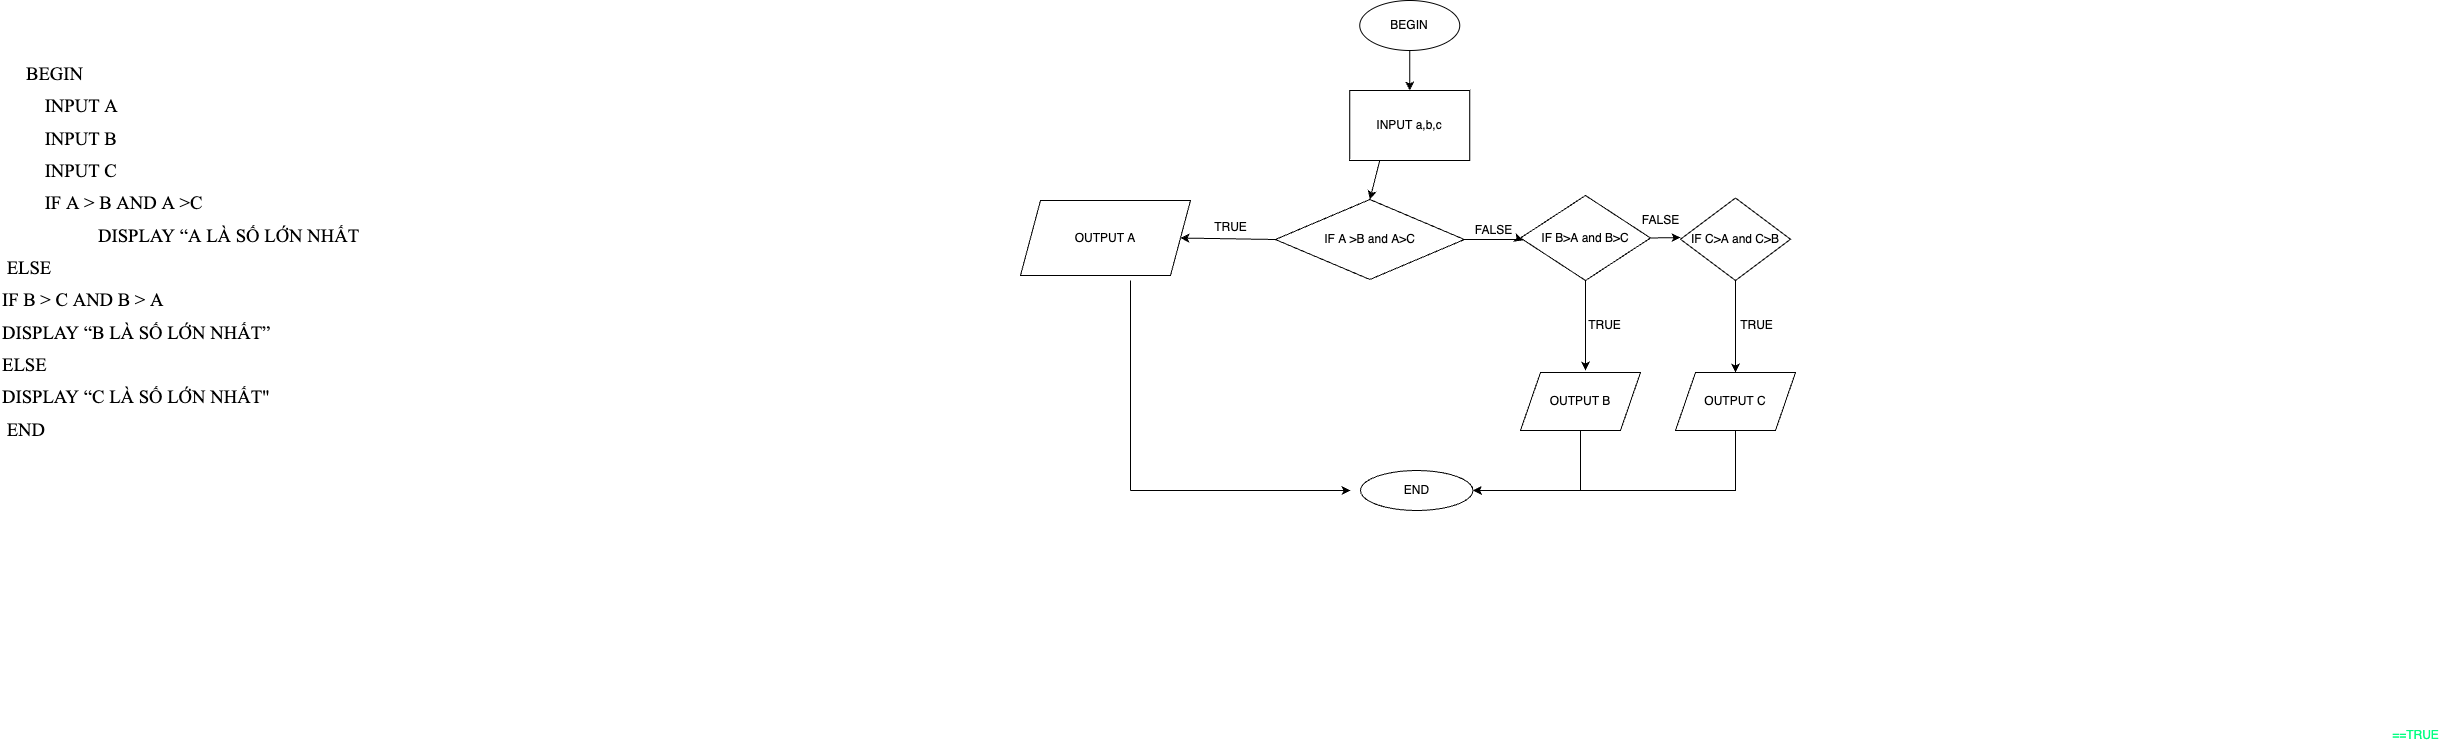 BEGIN
INPUT A
INPUT B
INPUT C
IF A > B AND A >C
DISPLAY “A LÀ SỐ LỚN NHẤT
ELSE
IF B > C AND B > A
DISPLAY “B LÀ SỐ LỚN NHẤT”
ELSE
DISPLAY “C LÀ SỐ LỚN NHẤT"
END
BEGIN
INPUT a,b,c
OUTPUT A
TRUE
IF A >B and A>C
FALSE
IF B>A and B>C
FALSE
IF C>A and C>B
TRUE
TRUE
OUTPUT B
OUTPUT C
END
==TRUE